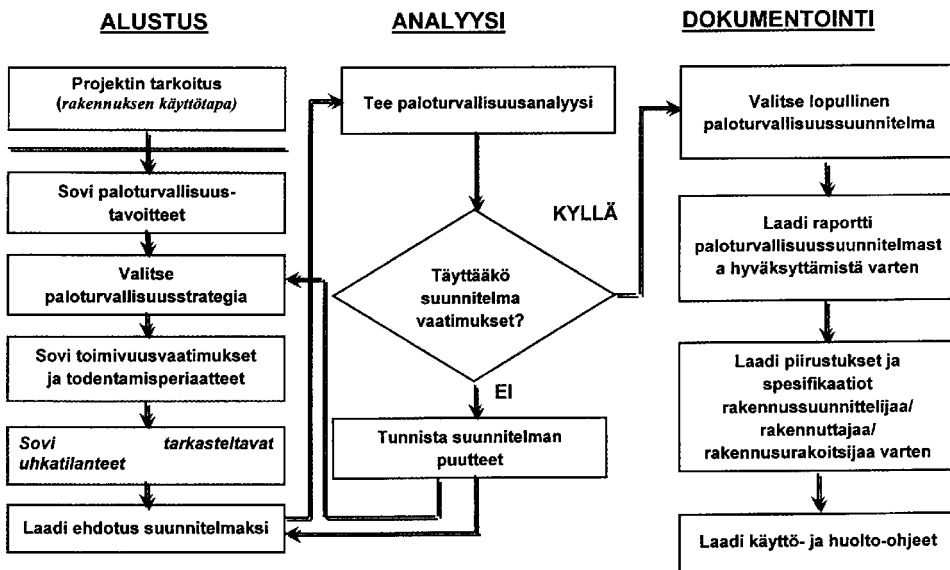 ALUSTUS
Projektin tarkoitus
(rakennuksen käyttötapa)
Sovi paloturvallisuus-
tavoitteet
Valitse
paloturvallisuusstrategia
Sovi toimivuusvaatimukset
ja todentamisperiaatteet
Sovi tarkasteltavat
uhkatilanteet
Laadi ehdotus suunnitelmaksi
ANALYYSI
Tee paloturvallisuusanalyysi
Täyttääkö
suunnitelma
vaatimukset?
KYLLÄ
EI
Tunnista suunnitelman
puutteet
DOKUMENTOINTI
Valitse lopullinen
paloturvallisuussuunnitelma
Laadi raportti
paloturvallisuussuunnitelmast
a hyväksyttämistä varten
Laadi piirustukset ja
spesifikaatiot
rakennussuunnittelijaa/
rakennuttajaa/
rakennusurakoitsijaa varten
Laadi käyttö- ja huolto-ohjeet